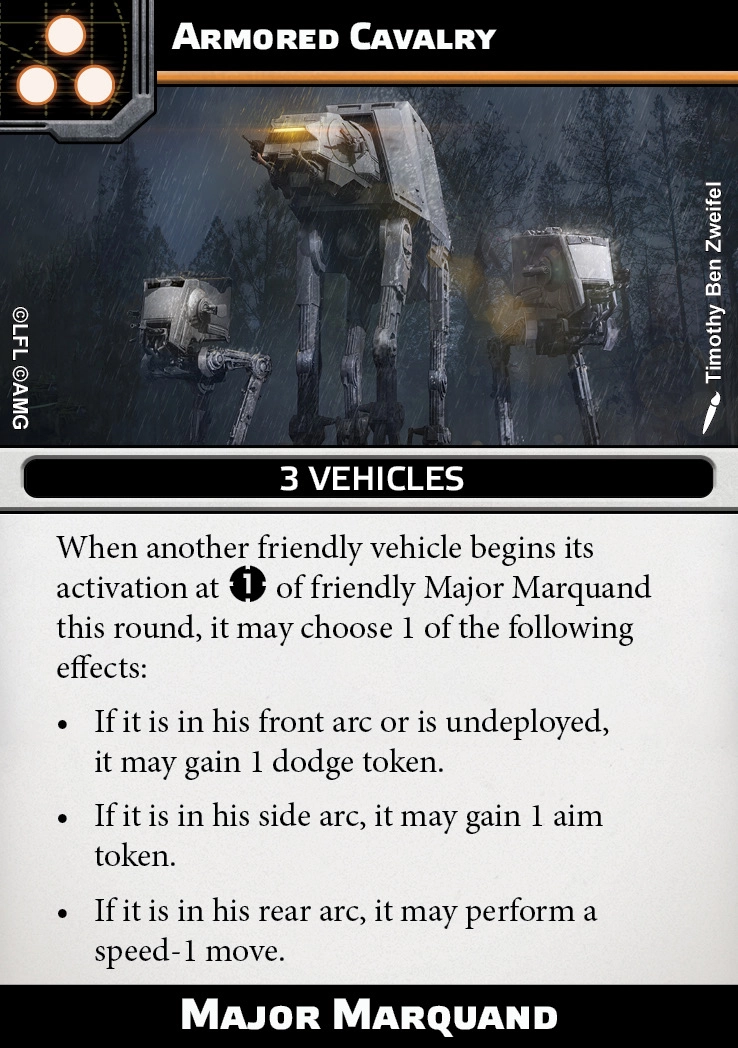 Armored Cavalry
©LFL ©AMG
Timothy Ben Zweifel
3 VEHICLES
When another friendly vehicle begins its
activation at 1 of friendly Major Marquand
this round, it may choose 1 of the following
effects:
• If it is in his front arc or is undeployed,
it may gain 1 dodge token.
• If it is in his side arc, it may gain 1 aim
token.
• If it is in his rear arc, it may perform a
speed-1 move.
Major Marquand